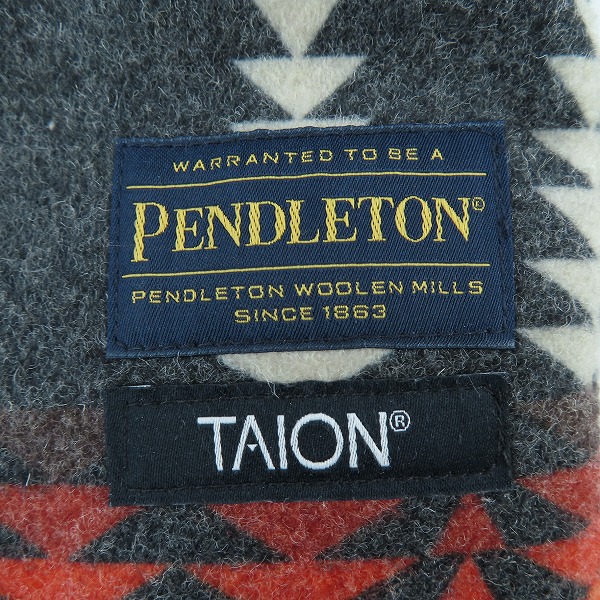 WARRANTED TO BE A
PENDLETON®
PENDLETON WOOLEN MILLS
SINCE 1863
TAION®